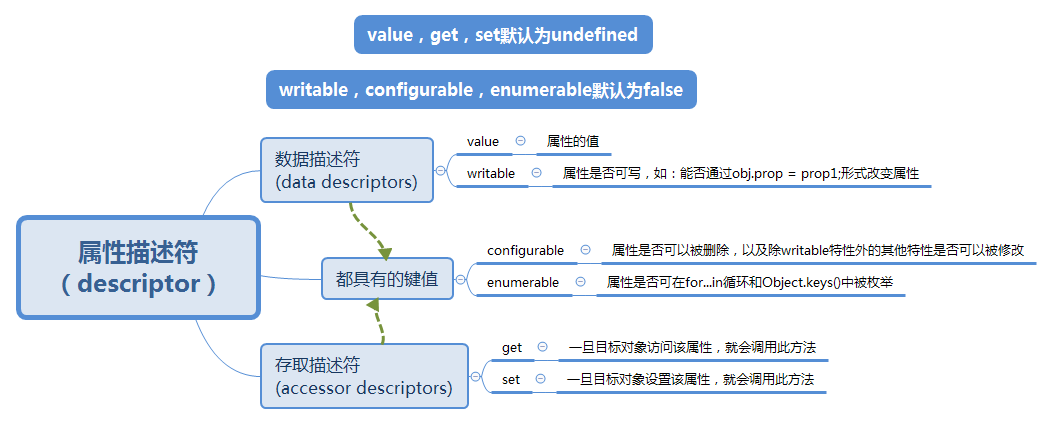 value，get，set默认为undefined
writable，configurable，enumerable默认为false
属性描述符
（descriptor）
数据描述符
(data descriptors)
value
属性的值
writable
属性是否可写，如：能否通过obj.prop = prop1;形式改变属性
都具有的键值
configurable
属性是否可以被删除，以及除writable特性外的其他特性是否可以被修改
enumerable
属性是否可在for...in循环和Object.keys()中被枚举
存取描述符
(accessor descriptors)
get
一旦目标对象访问该属性，就会调用此方法
set
一旦目标对象设置该属性，就会调用此方法